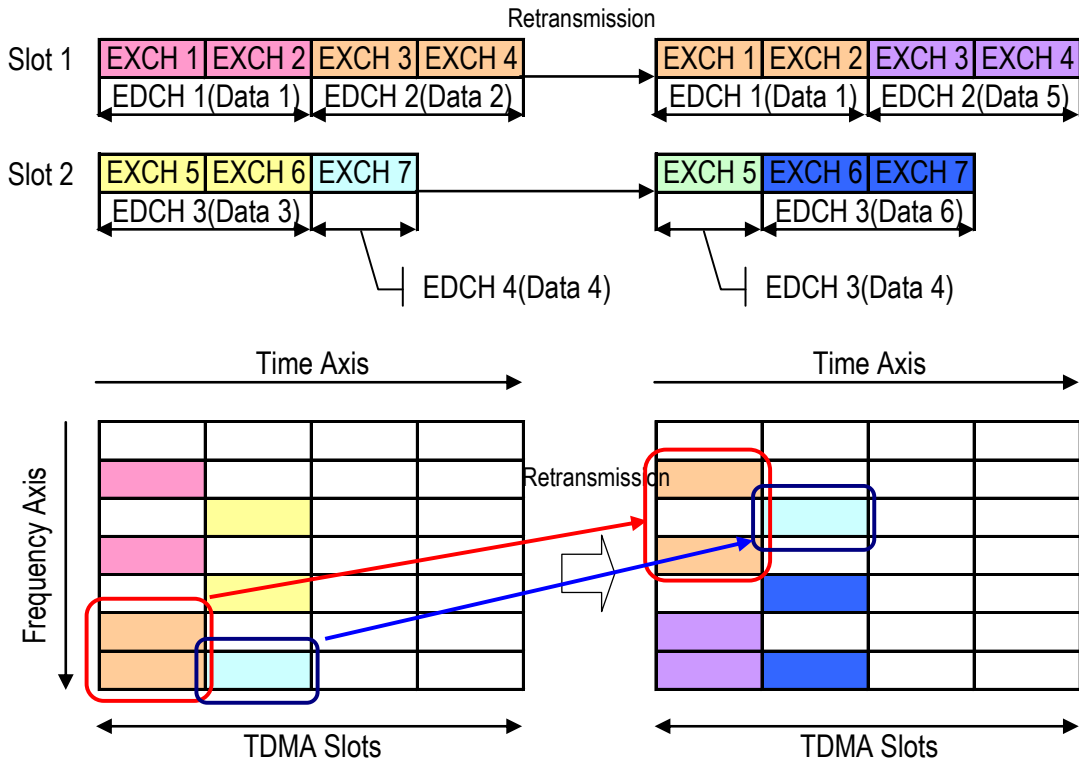 Retransmission
Slot 1
EXCH 1 EXCH 2 EXCH 3 EXCH 4
EXCH 1 EXCH 2 EXCH 3 EXCH 4
EDCH 1(Data 1) EDCH 2(Data 2)
EDCH 1(Data 1) EDCH 2(Data 5)
Slot 2
EXCH 5 EXCH 6 EXCH 7
EXCH 5 EXCH 6 EXCH 7
EDCH 3(Data 3)
EDCH 3(Data 6)
EDCH 4(Data 4)
EDCH 3(Data 4)
Time Axis
Time Axis
Frequency Axis
Retransmission
TDMA Slots
TDMA Slots